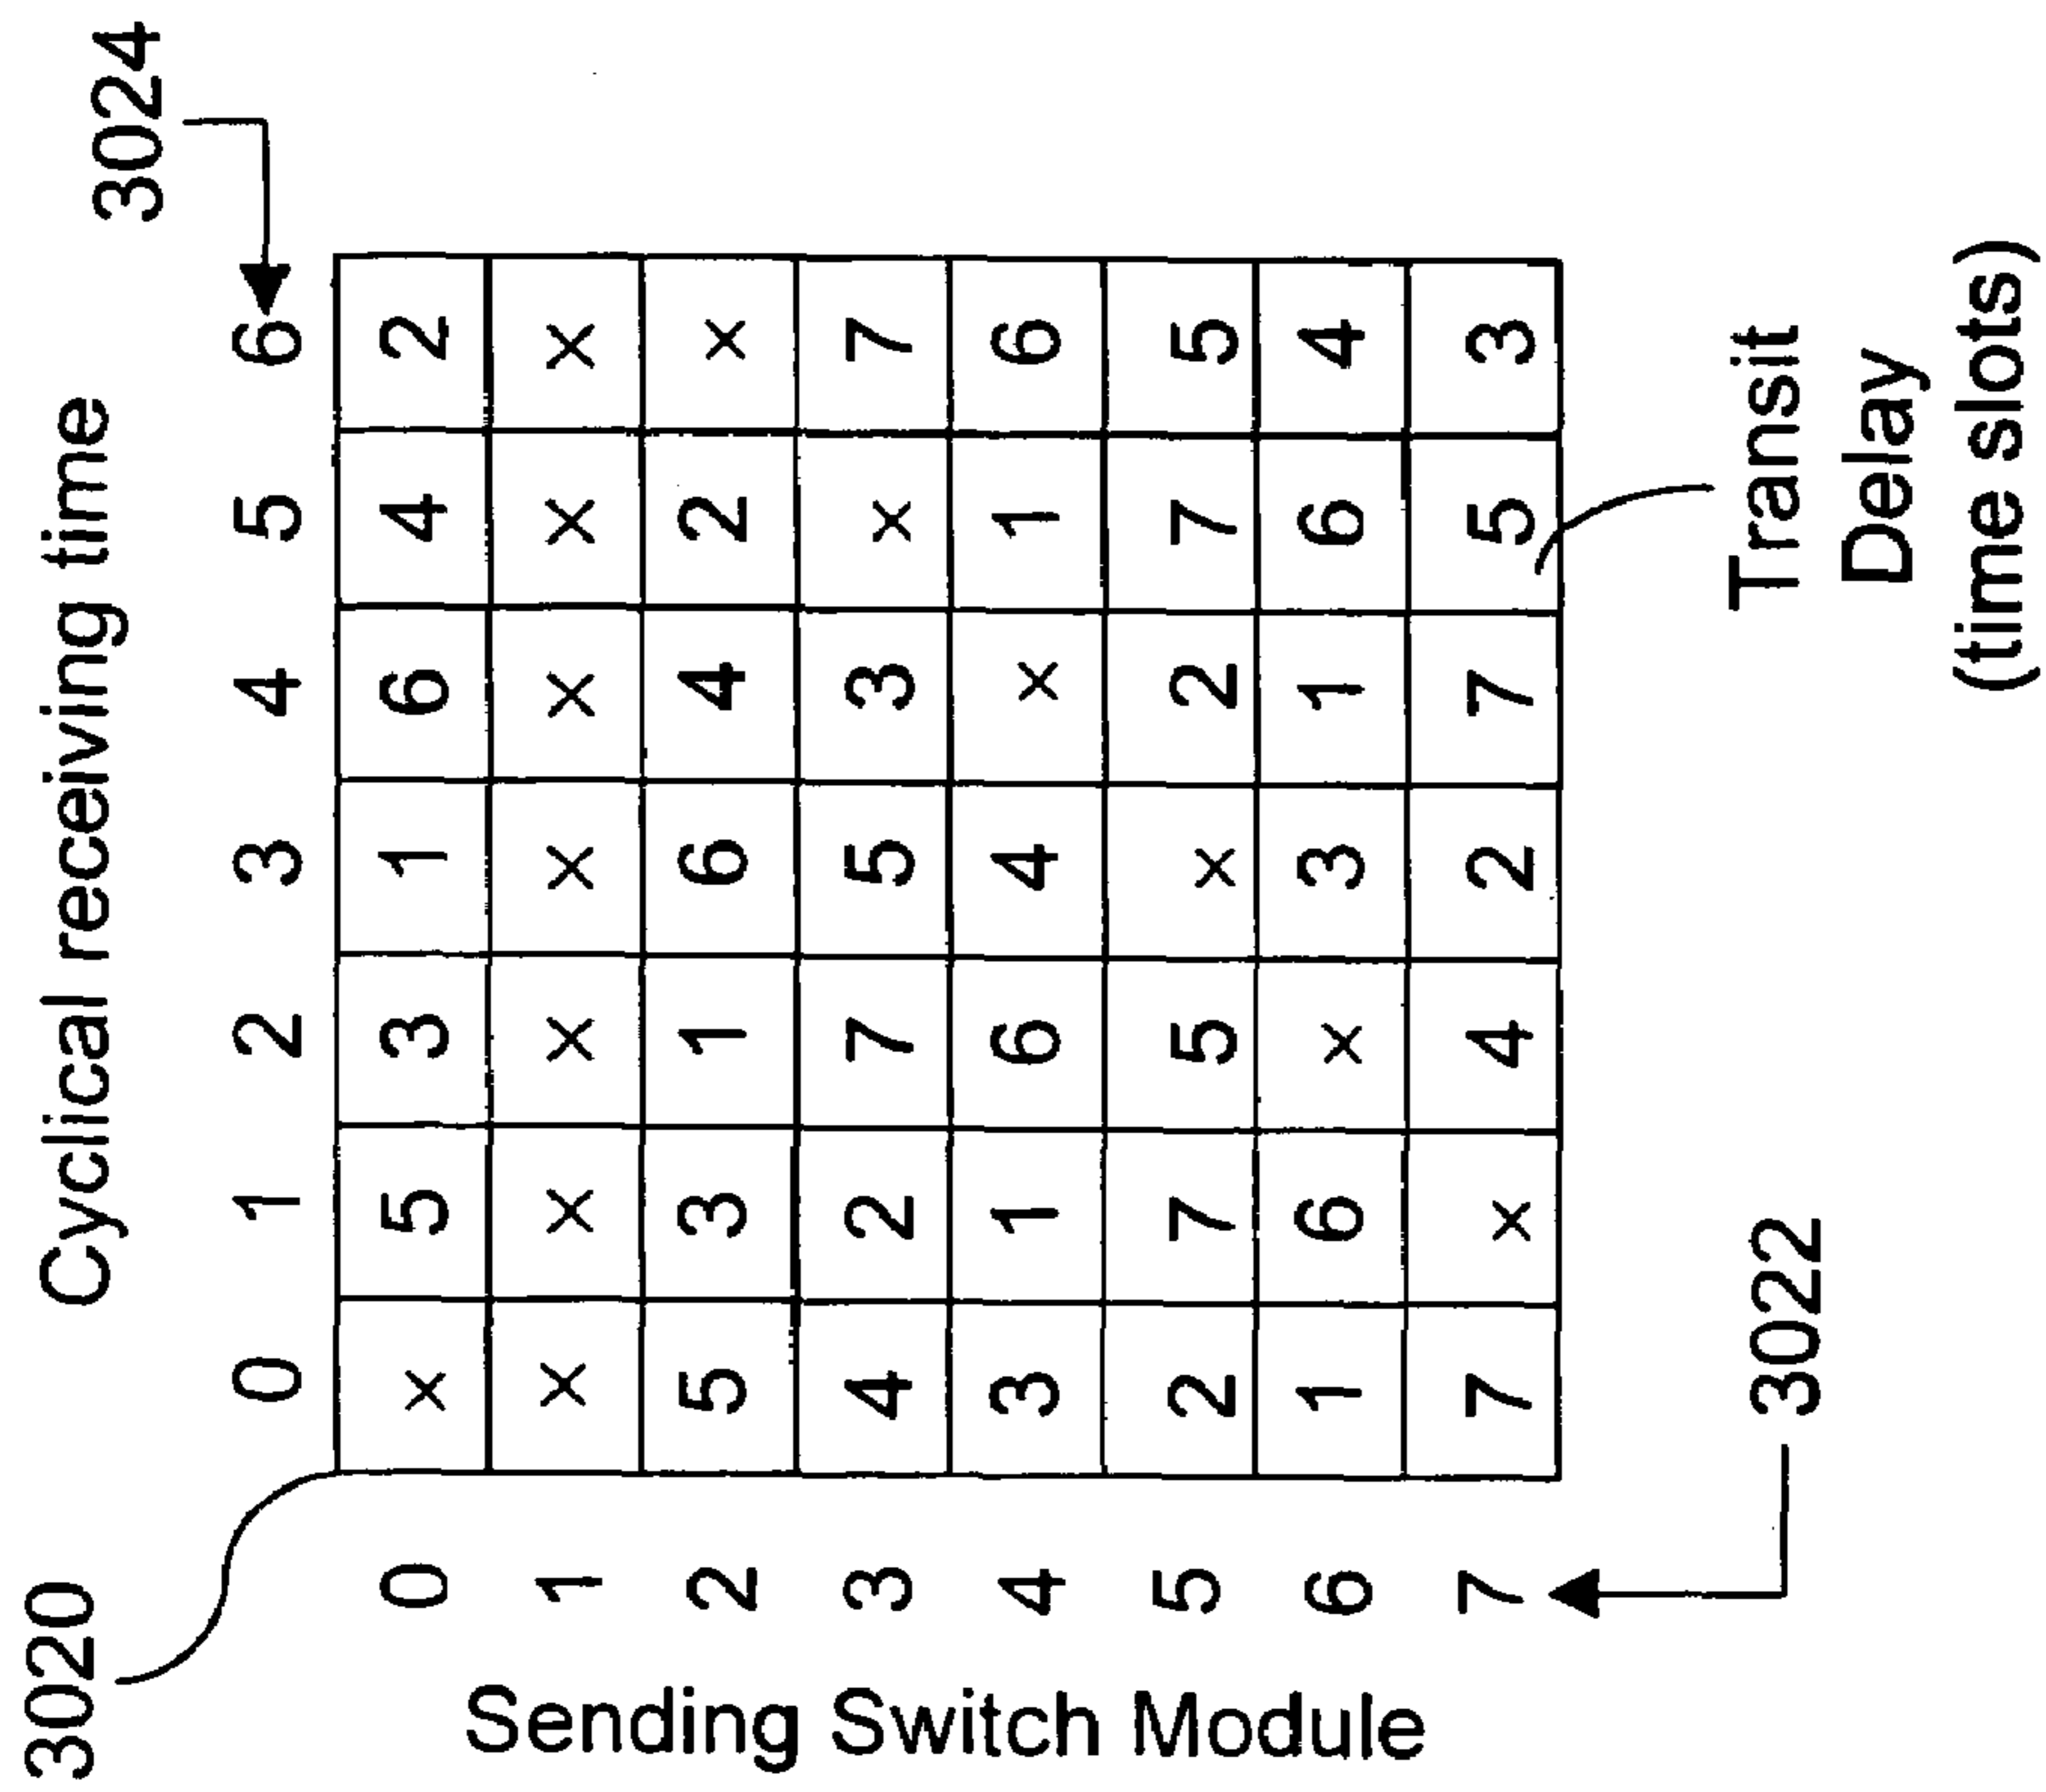 3020
Cyclical receiving time
3024
0 1 2 3 4 5 6
Sending Switch Module
0 × 5 3 1 6 4 2
1 × × × × × × ×
2 5 3 1 6 4 2 ×
3 4 2 7 5 3 × 7
4 3 1 6 4 × 1 6
5 2 7 5 × 2 7 5
6 1 6 × 3 1 6 4
7 7 × 4 2 7 5 3
3022
Transit
Delay
(time slots)